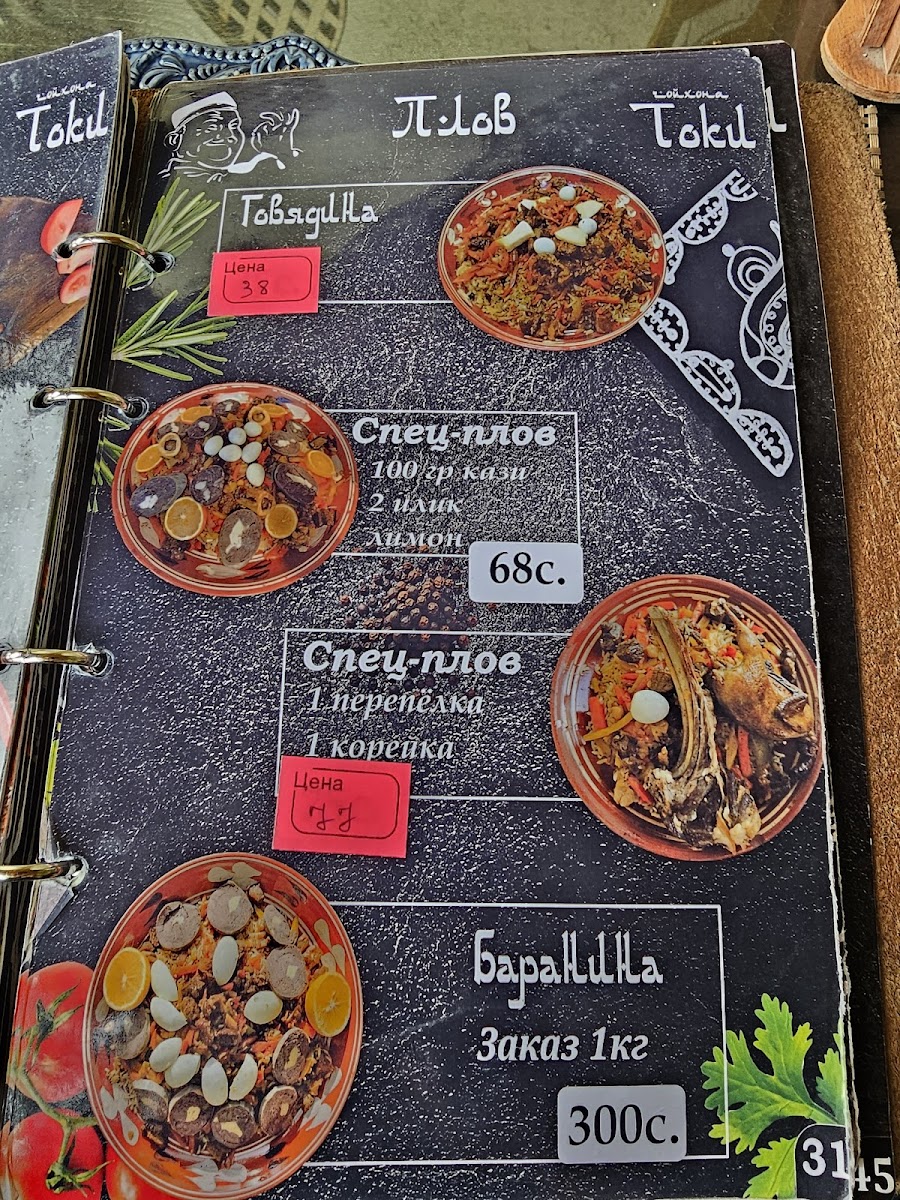 чойхона
Токи
Плов
чойхона
Токи
Говядина
Цена
38
Спец-плов
100 гр кази
2 илик
лимон
68с.
Спец-плов
1 перепёлка
1 корейка
Цена
77
Баранина
Заказ 1кг
300с.
31
45